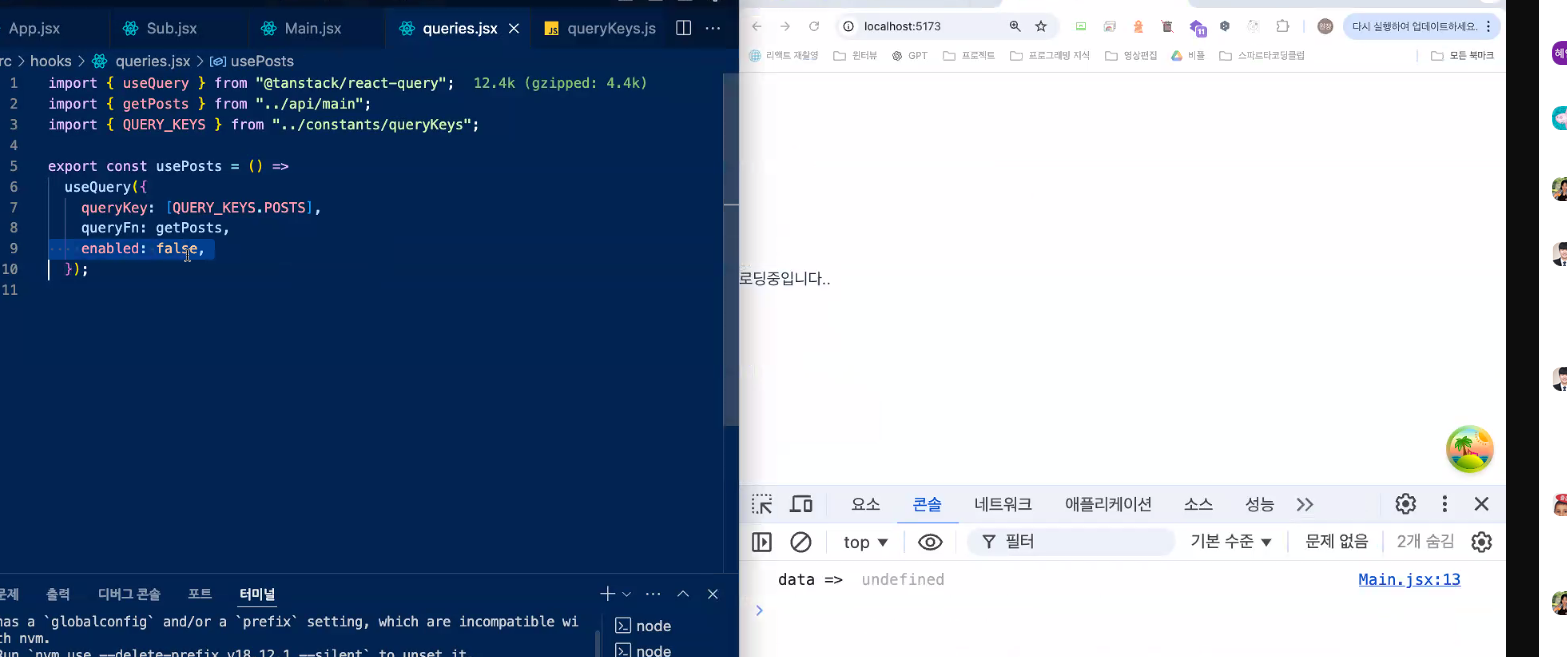 App.jsx
Sub.jsx
Main.jsx
queries.jsx
queryKeys.js
rc > hooks > queries.jsx > usePosts
1 import { useQuery } from "@tanstack/react-query"; 12.4k (gzipped: 4.4k)
2 import { getPosts } from "../api/main";
3 import { QUERY_KEYS } from "../constants/queryKeys";
4
5 export const usePosts = () =>
6 useQuery({
7 queryKey: [QUERY_KEYS.POSTS],
8 queryFn: getPosts,
9 enabled: false,
10 });
11
문제 출력 디버그 콘솔 포트 터미널
has a `globalconfig` and/or a `prefix` setting, which are incompatible wi
th nvm.
Run `nvm use --delete-prefix v18.12.1 --silent` to unset it
node
node
localhost:5173
11
다시 실행하여 업데이트하세요.
리액트 재촬영 원터뷰 GPT 프로젝트 프로그래밍 지식 영상편집 비풀 스파르타코딩클럽 모든 북마크
로딩중입니다..
요소 콘솔 네트워크 애플리케이션 소스 성능
top 필터 기본 수준 문제 없음 2개 숨김
data => undefined Main.jsx:13